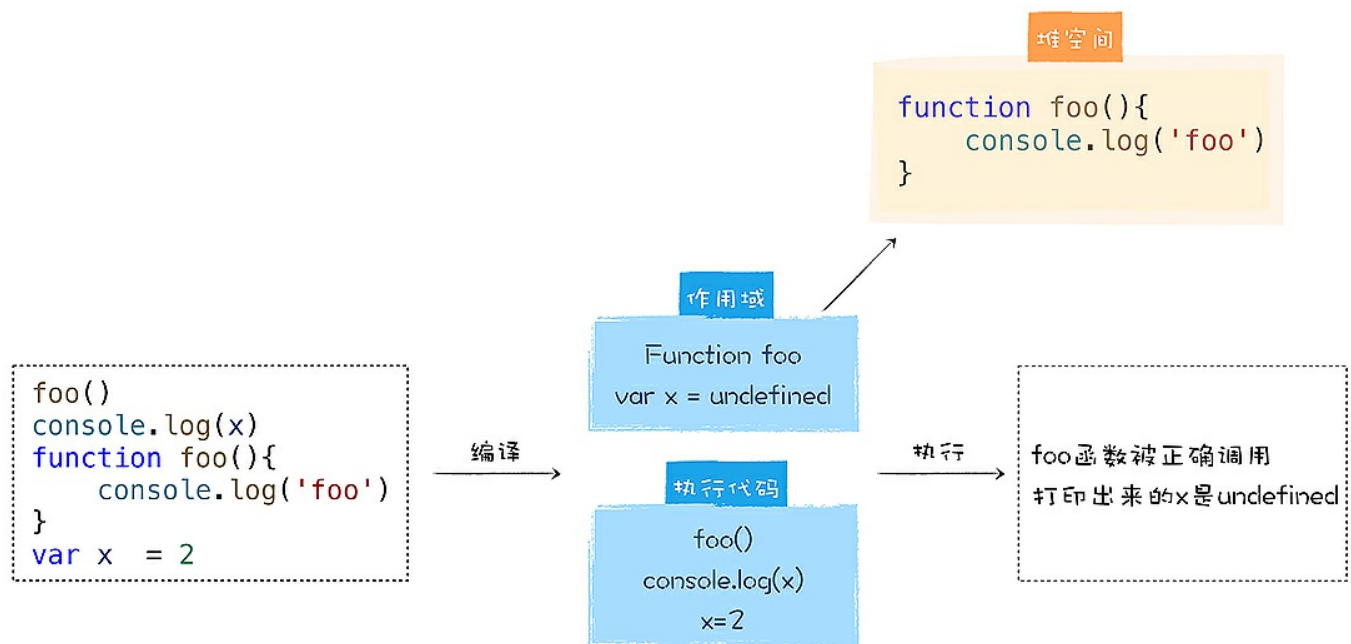 堆空间
function foo(){
    console.log('foo')
}
作用域
Function foo
var x = undefined
foo()
console.log(x)
function foo(){
    console.log('foo')
}
var x  = 2
编译
执行代码
foo()
console.log(x)
x=2
执行
foo函数被正确调用
打印出来的x是undefined